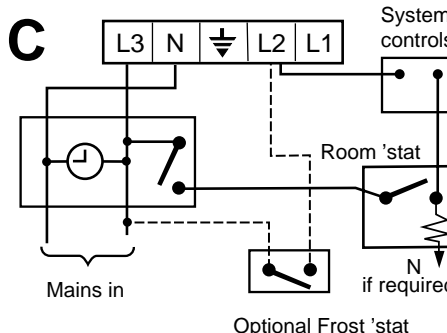 C
L3 N L2 L1
System
controls
Room 'stat
Mains in
N
if required
Optional Frost 'stat